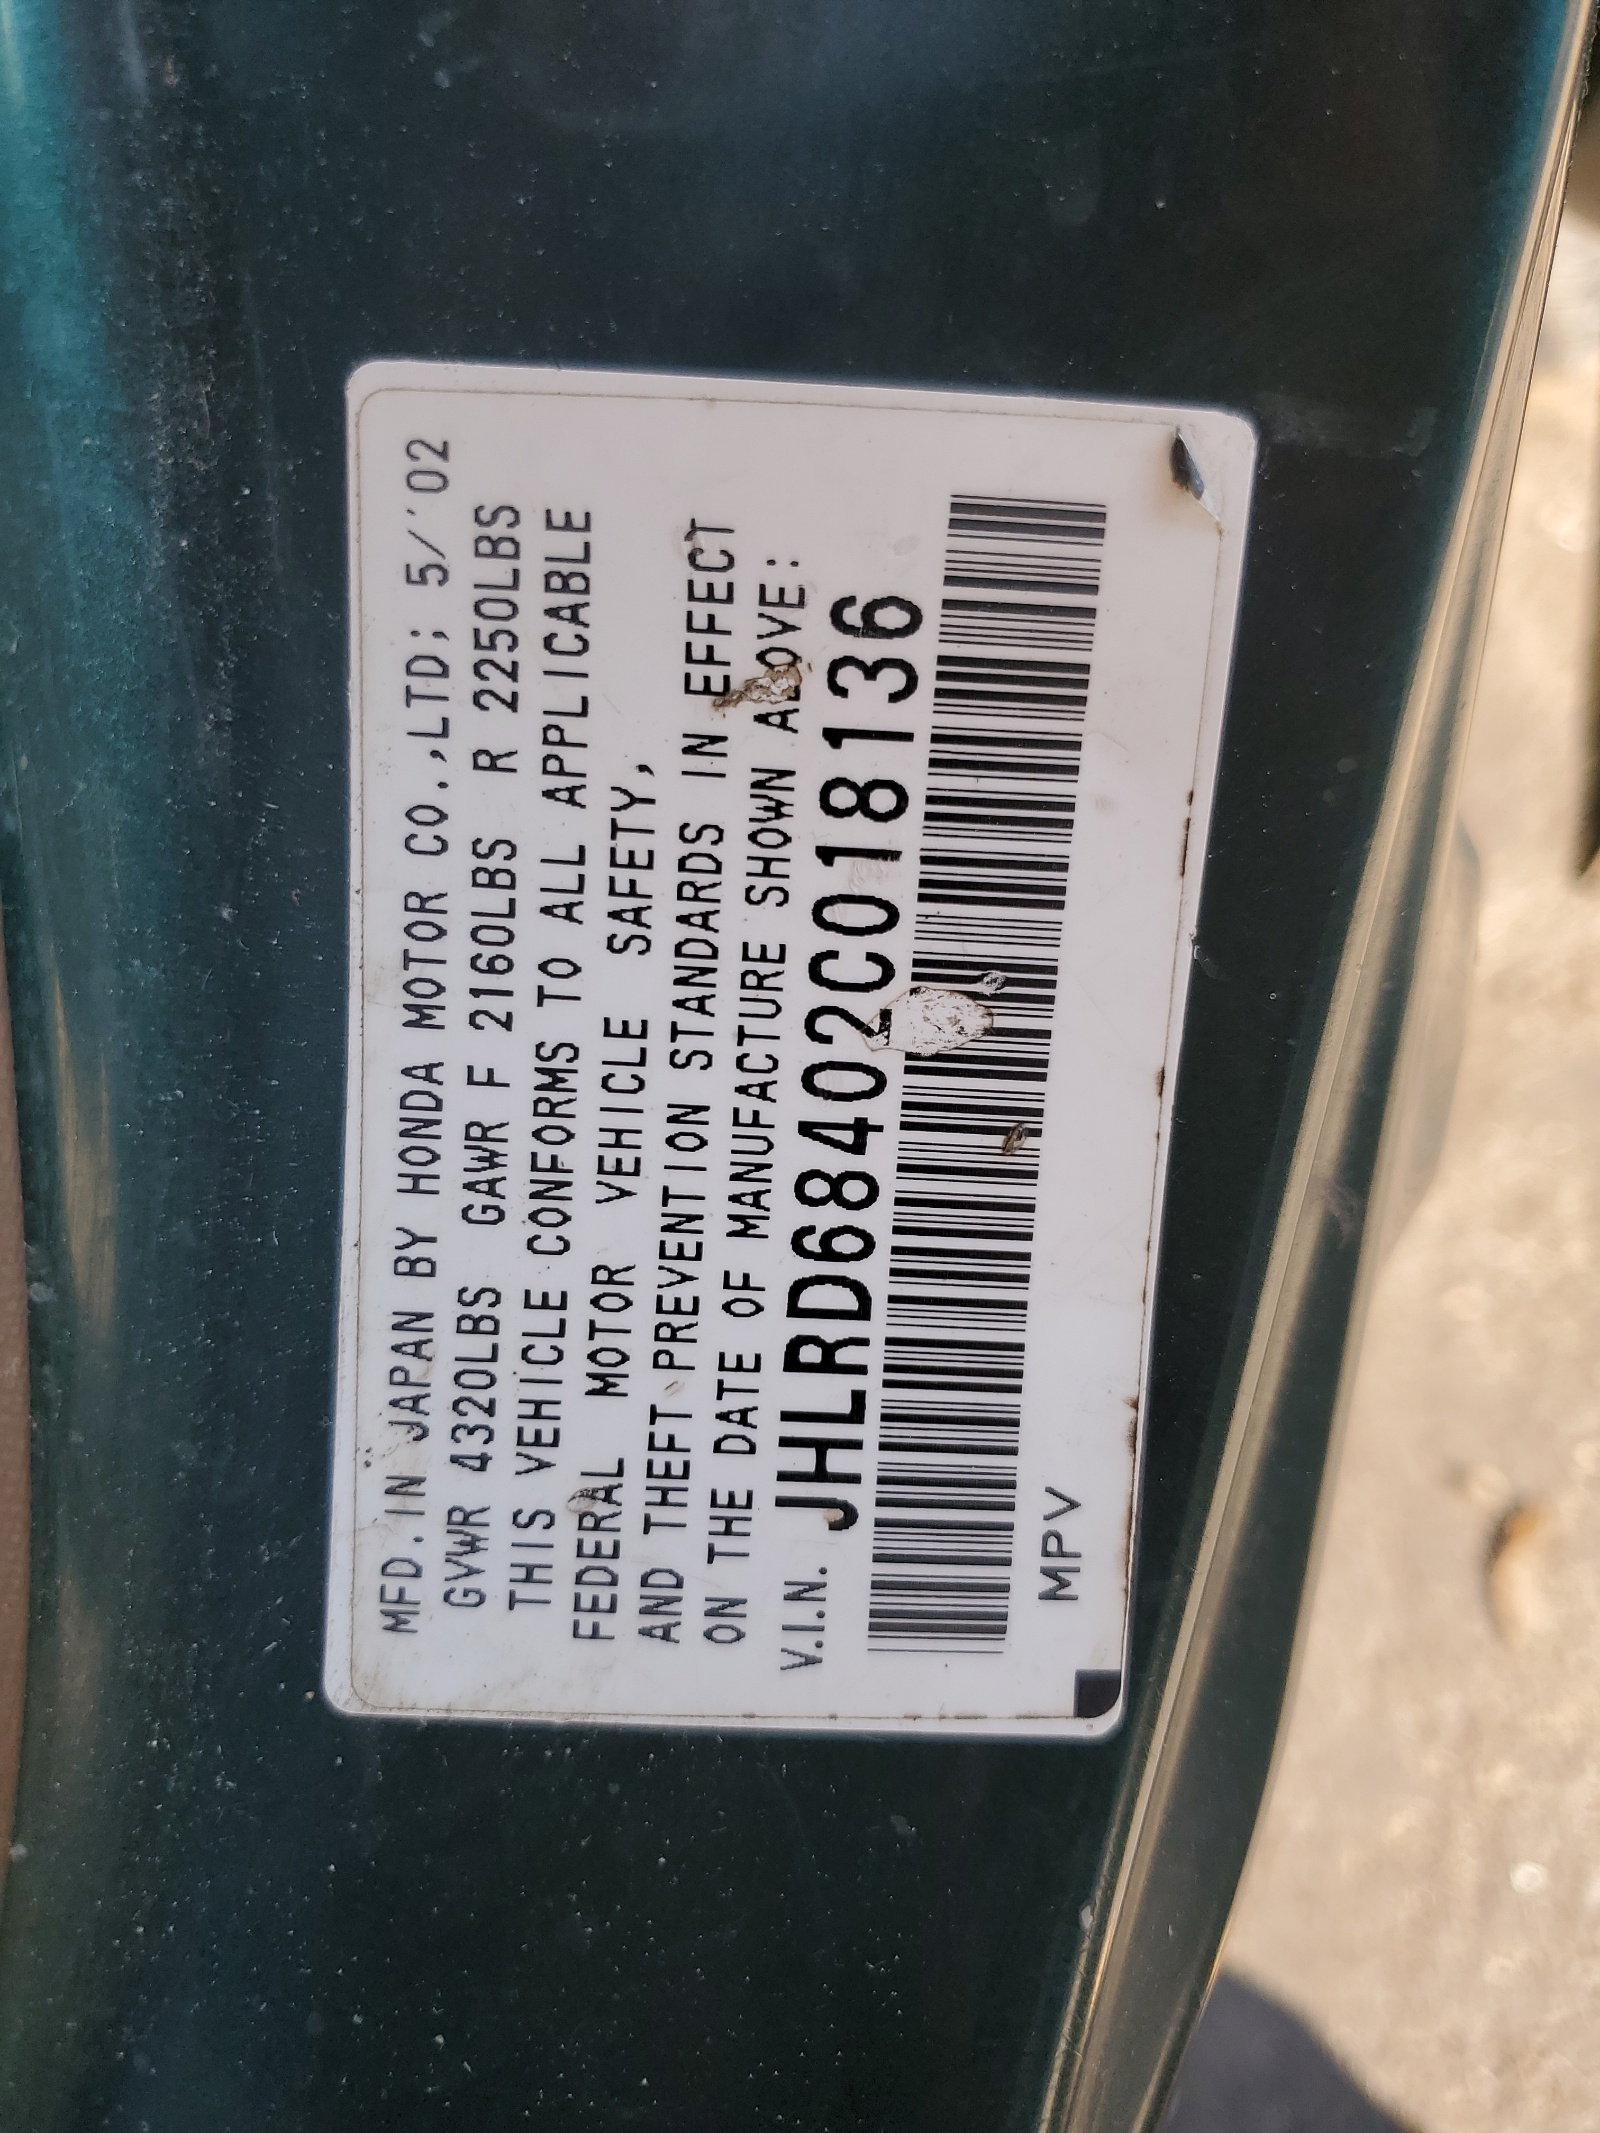 MFD. IN JAPAN BY HONDA MOTOR CO.,LTD; 5/'02
GVWR 4320LBS GAWR F 2160LBS R 2250LBS
THIS VEHICLE CONFORMS TO ALL APPLICABLE
FEDERAL MOTOR VEHICLE SAFETY,
AND THEFT PREVENTION STANDARDS IN EFFECT
ON THE DATE OF MANUFACTURE SHOWN ABOVE:
V.I.N. JHLRD68402C018136
MPV